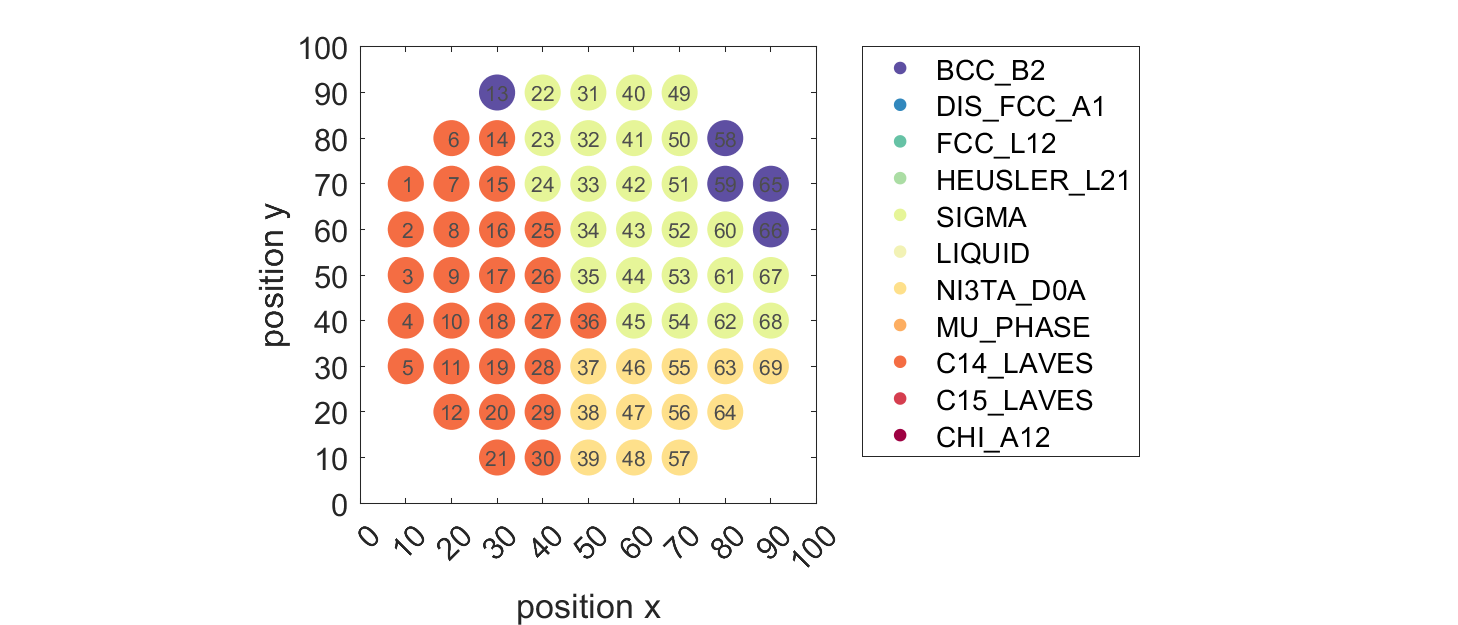 100
90
80
70
60
50
40
30
20
10
0
position y
13 22 31 40 49
6 14 23 32 41 50 58
1 7 15 24 33 42 51 59 65
2 8 16 25 34 43 52 60 66
3 9 17 26 35 44 53 61 67
4 10 18 27 36 45 54 62 68
5 11 19 28 37 46 55 63 69
12 20 29 38 47 56 64
21 30 39 48 57
0 10 20 30 40 50 60 70 80 90 100
position x
BCC_B2
DIS_FCC_A1
FCC_L12
HEUSLER_L21
SIGMA
LIQUID
NI3TA_D0A
MU_PHASE
C14_LAVES
C15_LAVES
CHI_A12